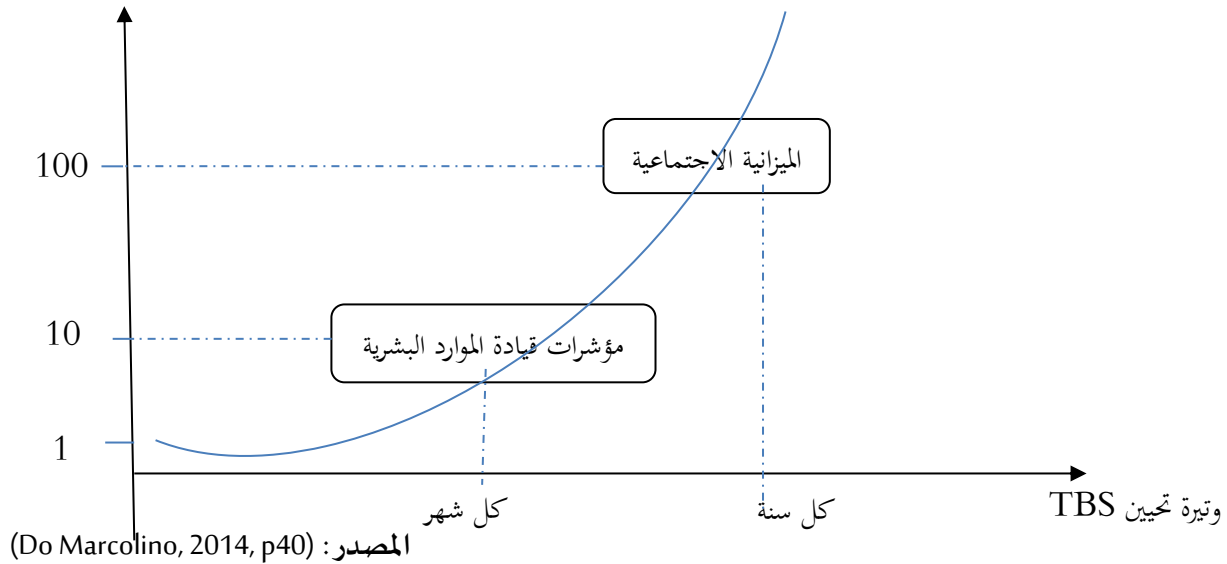 100
الميزانية الاجتماعية
10
مؤشرات قيادة الموارد البشرية
1
كل شهر
كل سنة
وتيرة تحيين TBS
المصدر: (Do Marcolino, 2014, p40)